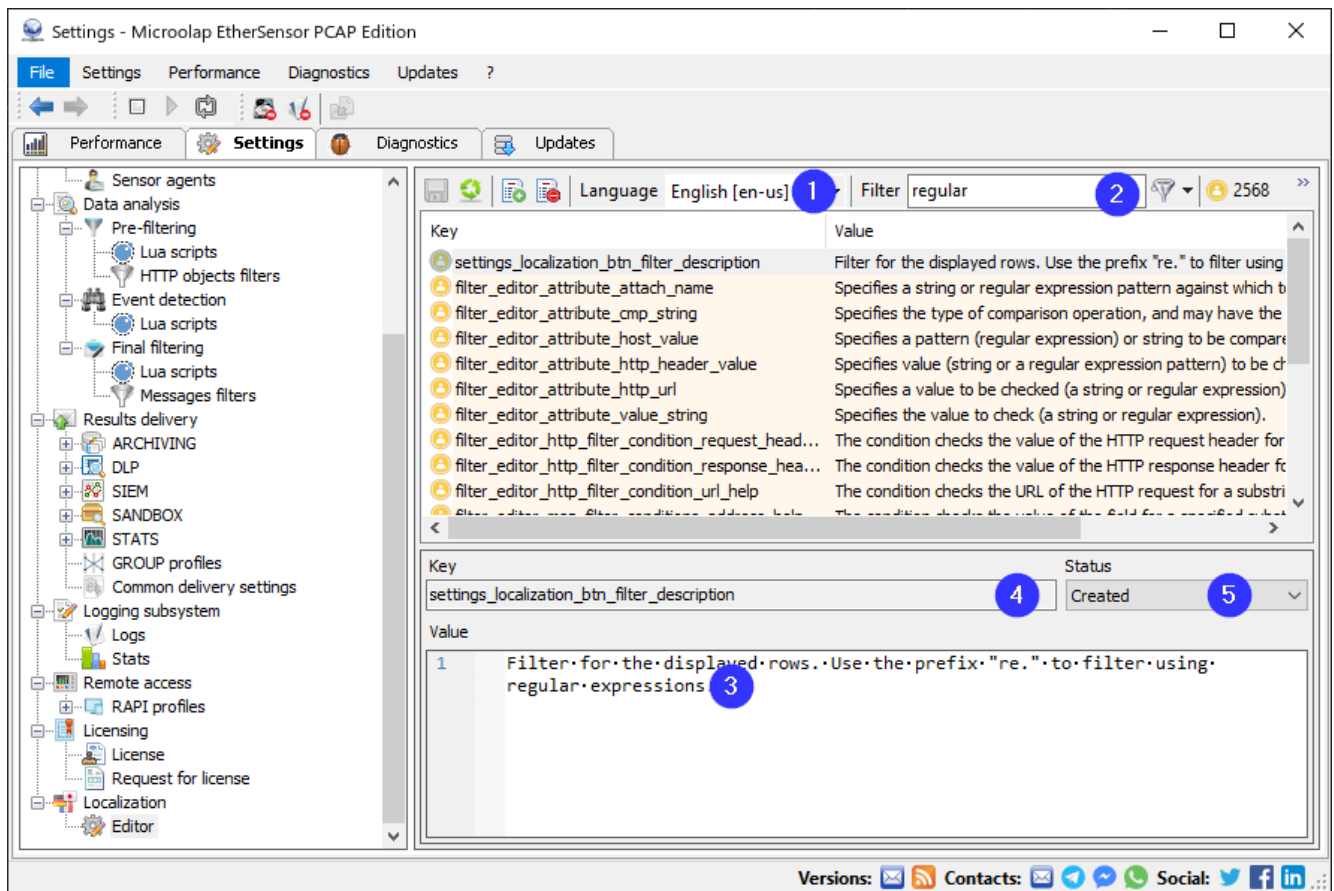 Settings - Microolap EtherSensor PCAP Edition
File Settings Performance Diagnostics Updates ?
Performance Settings Diagnostics Updates
Sensor agents
Data analysis
Pre-filtering
Lua scripts
HTTP objects filters
Event detection
Lua scripts
Final filtering
Lua scripts
Messages filters
Results delivery
ARCHIVING
DLP
SIEM
SANDBOX
STATS
GROUP profiles
Common delivery settings
Logging subsystem
Logs
Stats
Remote access
RAPI profiles
Licensing
License
Request for license
Localization
Editor
Language English [en-us] 1 Filter regular 2 2568 »
Key Value
settings_localization_btn_filter_description Filter for the displayed rows. Use the prefix "re." to filter using
filter_editor_attribute_attach_name Specifies a string or regular expression pattern against which
filter_editor_attribute_cmp_string Specifies the type of comparison operation, and may have the
filter_editor_attribute_host_value Specifies a pattern (regular expression) or string to be compare
filter_editor_attribute_http_header_value Specifies value (string or a regular expression pattern) to be
filter_editor_attribute_http_url Specifies a value to be checked (a string or regular expression)
filter_editor_attribute_value_string Specifies the value to check (a string or regular expression).
filter_editor_http_filter_condition_request_head... The condition checks the value of the HTTP request header for
filter_editor_http_filter_condition_response_hea... The condition checks the value of the HTTP response header
filter_editor_http_filter_condition_url_help The condition checks the URL of the HTTP request for a substri
Key Status
settings_localization_btn_filter_description 4 Created 5
Value
1 Filter·for·the·displayed·rows.·Use·the·prefix·"re."·to·filter·using·
regular·expressions. 3
Versions: Contacts: Social: